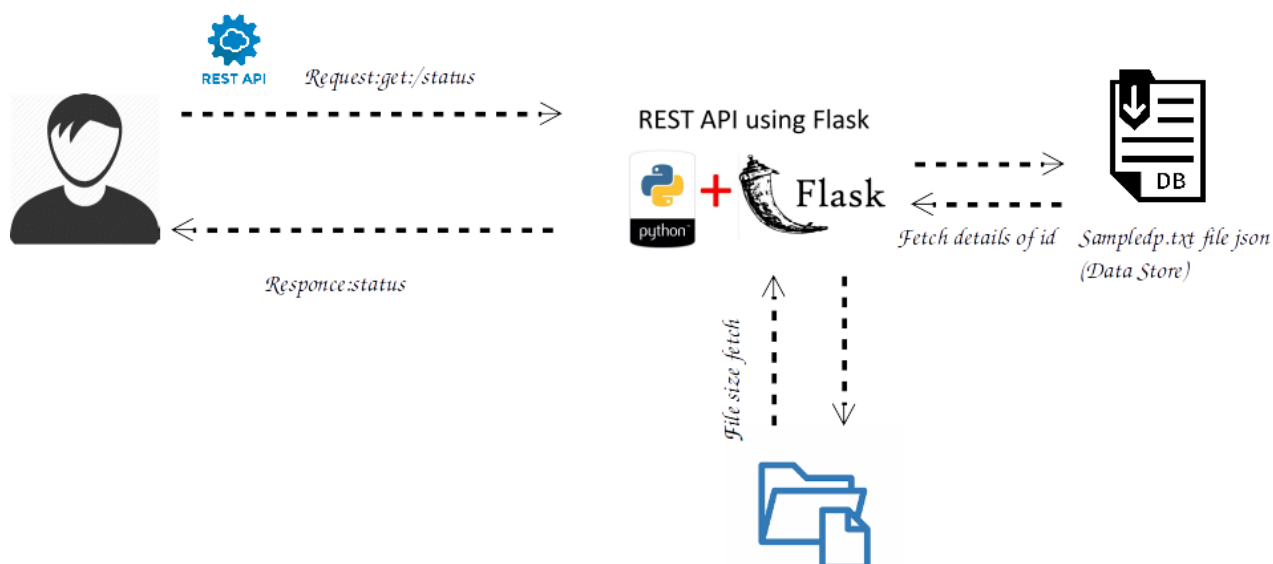 REST API
Request:get:/status
REST API using Flask
python
Flask
DB
Fetch details of id
Sampledp.txt file json
(Data Store)
Responce:status
File size fetch